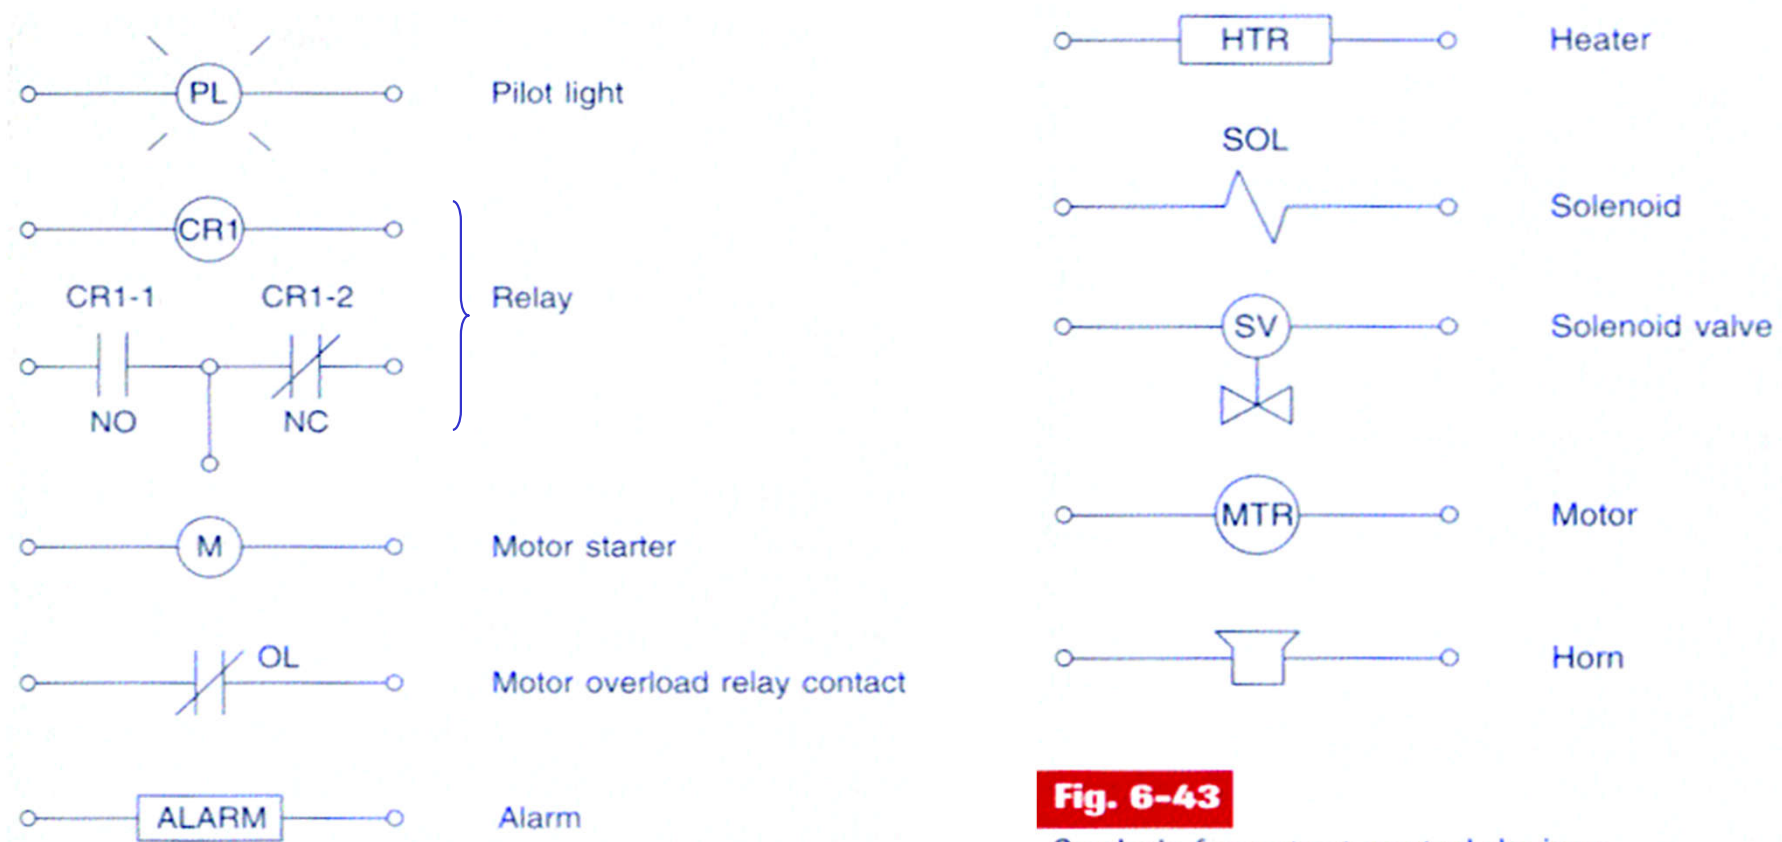 PL
Pilot light
CR1
CR1-1
CR1-2
Relay
NO
NC
M
Motor starter
OL
Motor overload relay contact
ALARM
Alarm
HTR
Heater
SOL
Solenoid
SV
Solenoid valve
MTR
Motor
Horn
Fig. 6-43